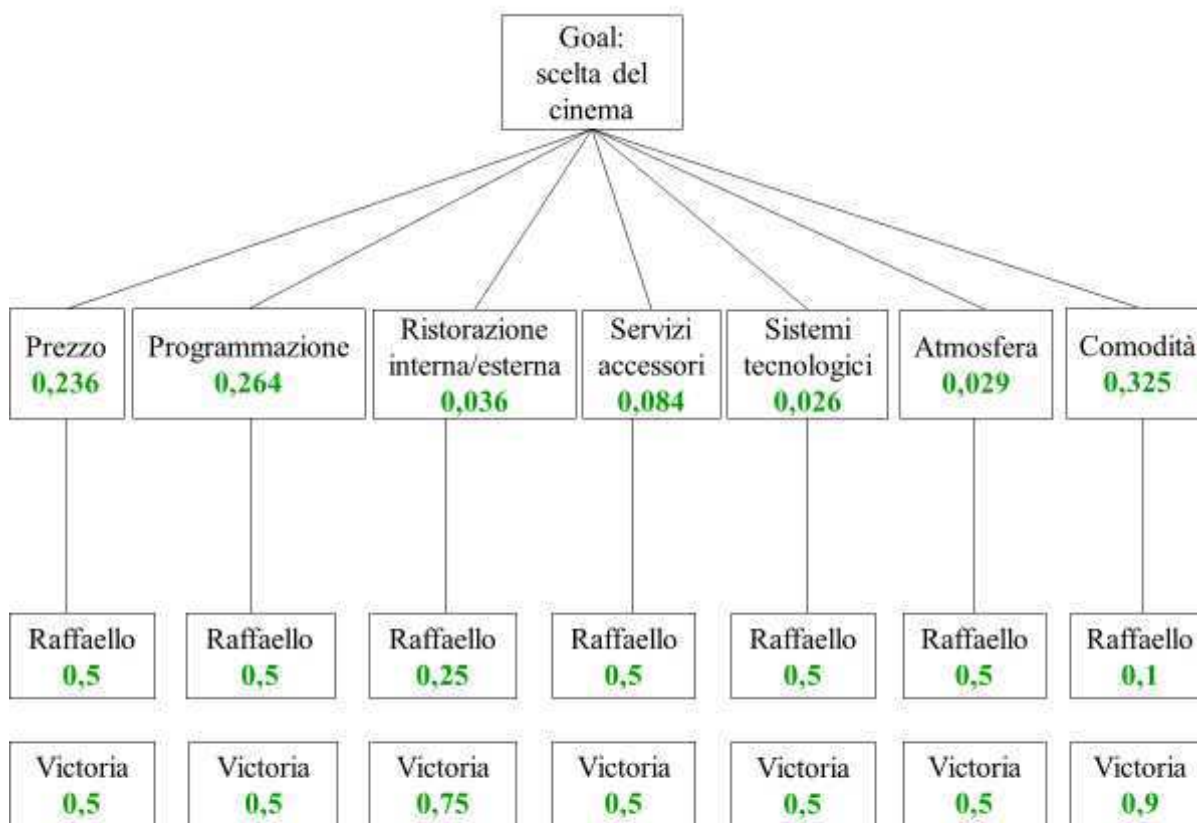 Goal:
scelta del
cinema
Prezzo
0,236
Programmazione
0,264
Ristorazione
interna/esterna
0,036
Servizi
accessori
0,084
Sistemi
tecnologici
0,026
Atmosfera
0,029
Comodità
0,325
Raffaello
0,5
Raffaello
0,5
Raffaello
0,25
Raffaello
0,5
Raffaello
0,5
Raffaello
0,5
Raffaello
0,1
Victoria
0,5
Victoria
0,5
Victoria
0,75
Victoria
0,5
Victoria
0,5
Victoria
0,5
Victoria
0,9